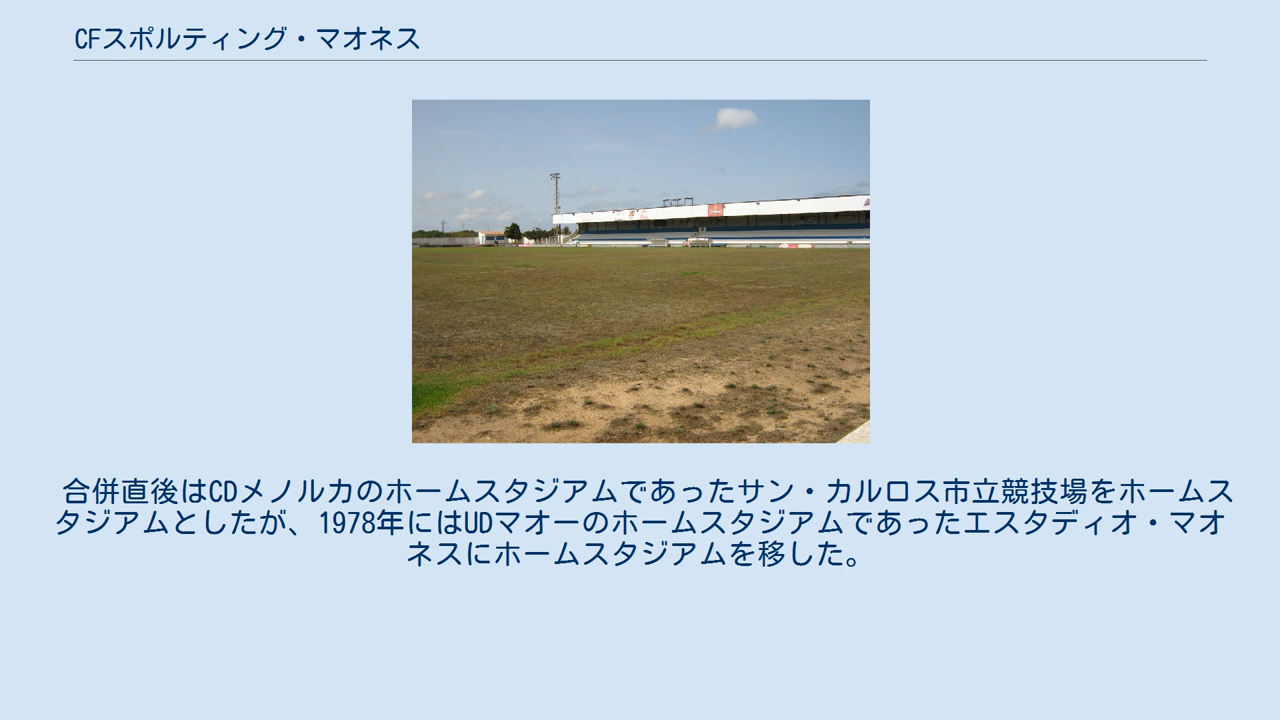 CFスポルティング・マオネス
合併直後はCDメノルカのホームスタジアムであったサン・カルロス市立競技場をホームス
タジアムとしたが、1978年にはUDマオーのホームスタジアムであったエスタディオ・マオ
ネスにホームスタジアムを移した。